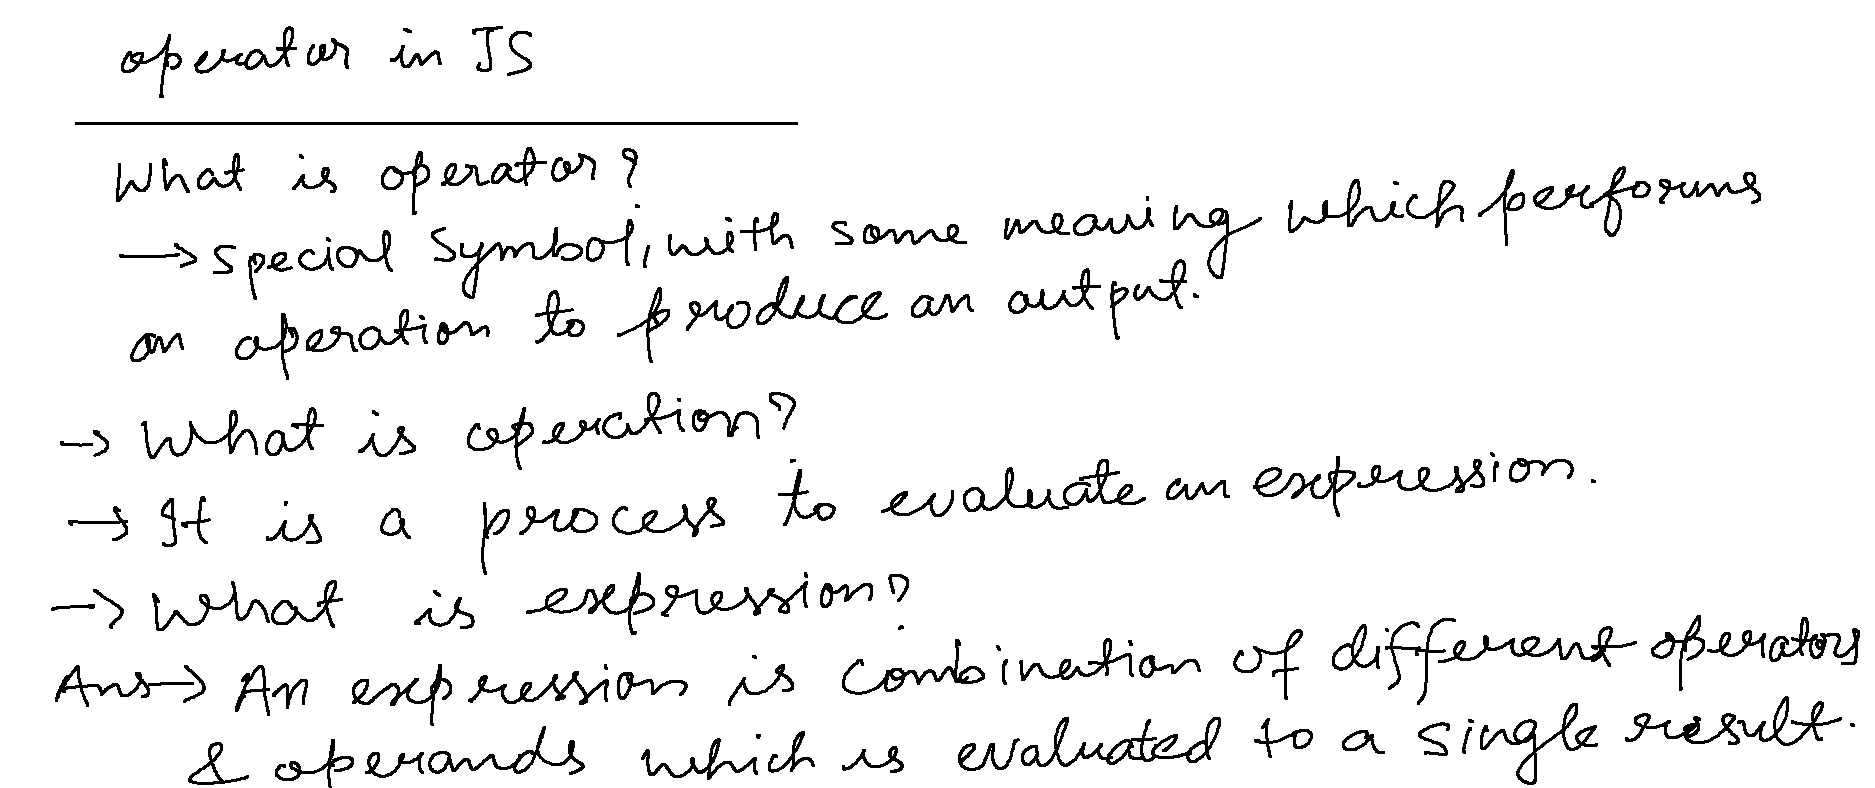 operator in JS
What is operator?
→ special symbol, with some meaning which performs
an operation to produce an output.
→ What is operation?
→ It is a process to evaluate an expression.
→ What is expression?
Ans → An expression is combination of different operators
& operands which is evaluated to a single result.